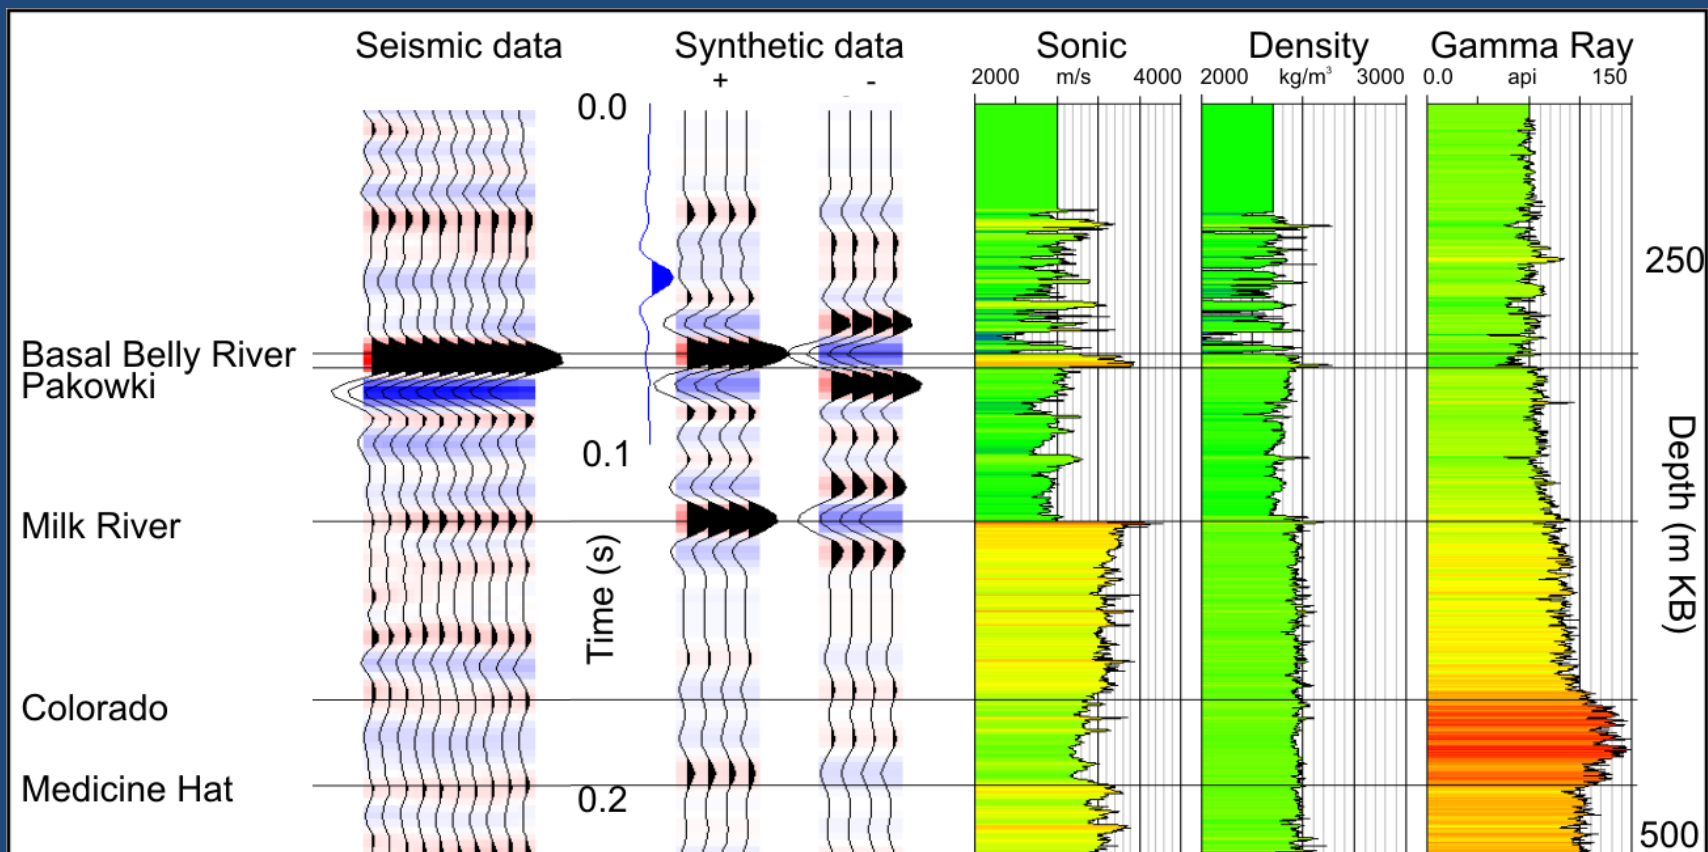 Seismic data Synthetic data Sonic Density Gamma Ray
+ - 2000 m/s 4000 2000 kg/m³ 3000 0.0 api 150
0.0
250
Basal Belly River
Pakowki
0.1
Milk River
Time (s)
Depth (m KB)
Colorado
Medicine Hat
0.2
500